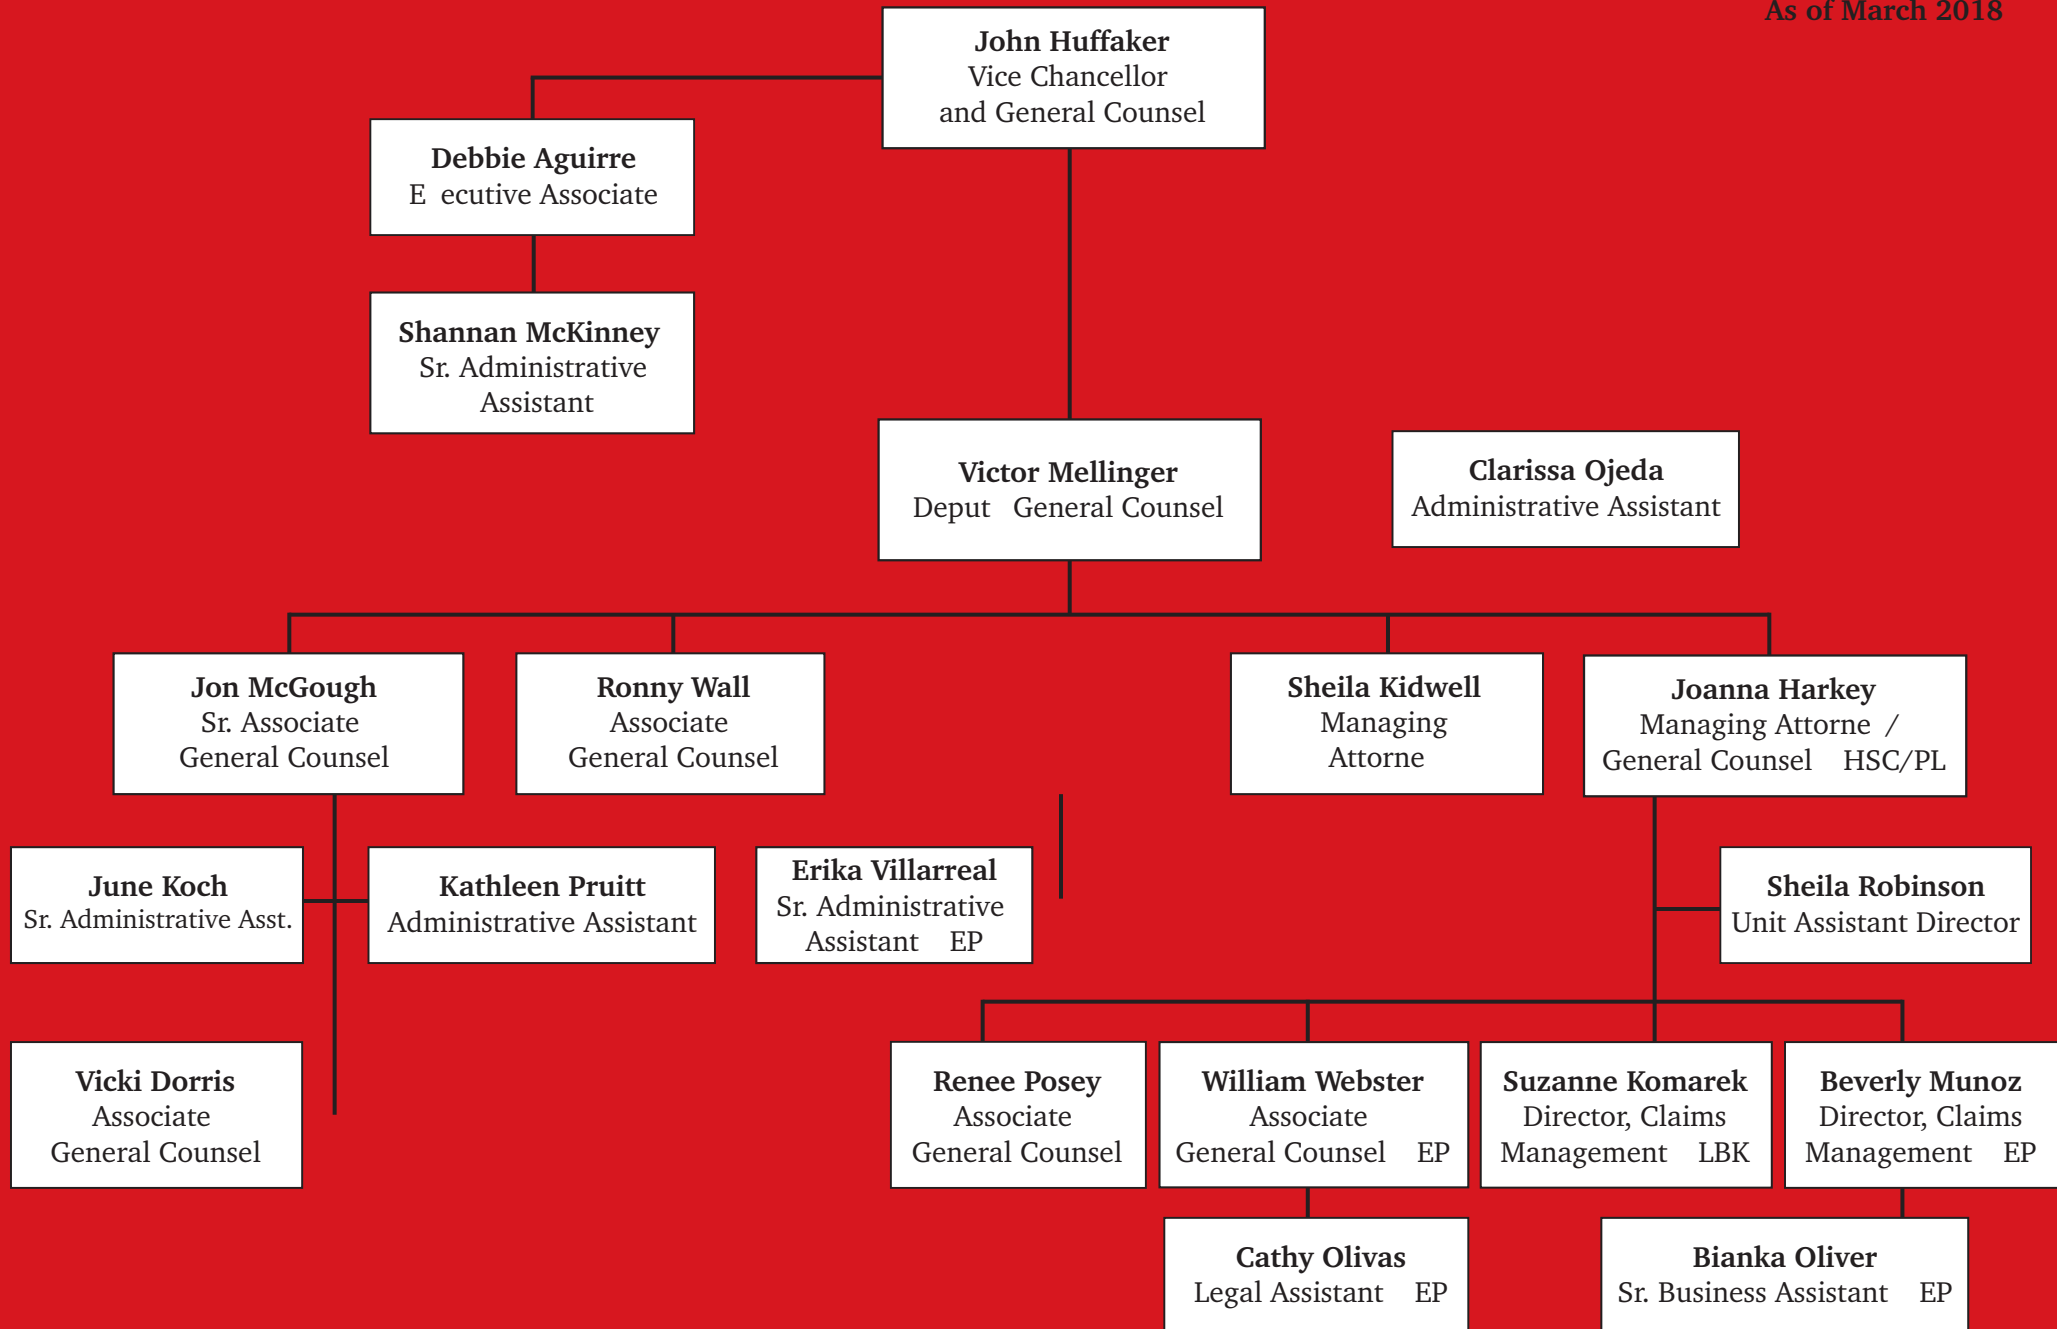 As of March 2018
John Huffaker
Vice Chancellor
and General Counsel
Debbie Aguirre
E ecutive Associate
Shannan McKinney
Sr. Administrative
Assistant
Victor Mellinger
Deput General Counsel
Clarissa Ojeda
Administrative Assistant
Jon McGough
Sr. Associate
General Counsel
Ronny Wall
Associate
General Counsel
Sheila Kidwell
Managing
Attorne
Joanna Harkey
Managing Attorne /
General Counsel HSC/PL
June Koch
Sr. Administrative Asst.
Kathleen Pruitt
Administrative Assistant
Erika Villarreal
Sr. Administrative
Assistant EP
Sheila Robinson
Unit Assistant Director
Vicki Dorris
Associate
General Counsel
Renee Posey
Associate
General Counsel
William Webster
Associate
General Counsel EP
Suzanne Komarek
Director, Claims
Management LBK
Beverly Munoz
Director, Claims
Management EP
Cathy Olivas
Legal Assistant EP
Bianka Oliver
Sr. Business Assistant EP